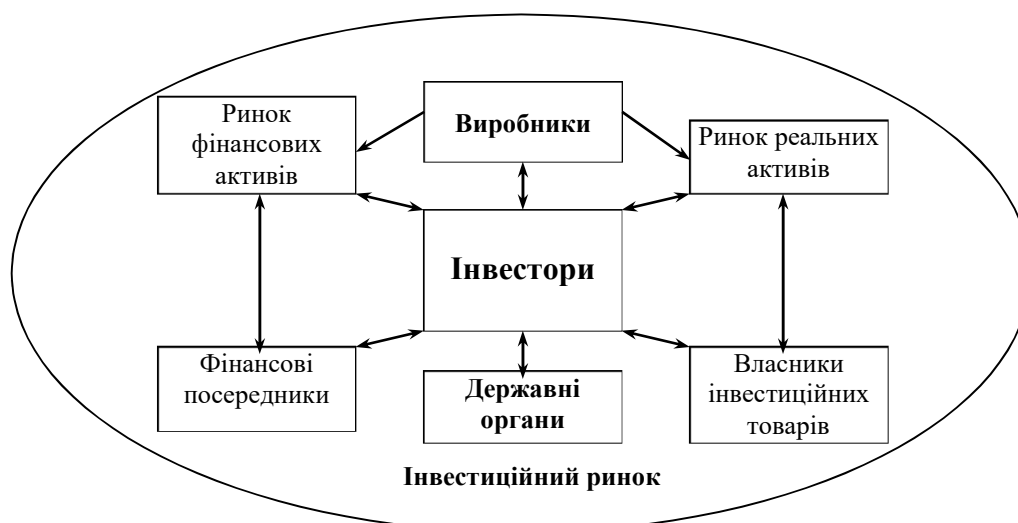 Ринок
фінансових
активів
Виробники
Ринок реальних
активів
Інвестори
Фінансові
посередники
Державні
органи
Власники
інвестиційних
товарів
Інвестиційний ринок